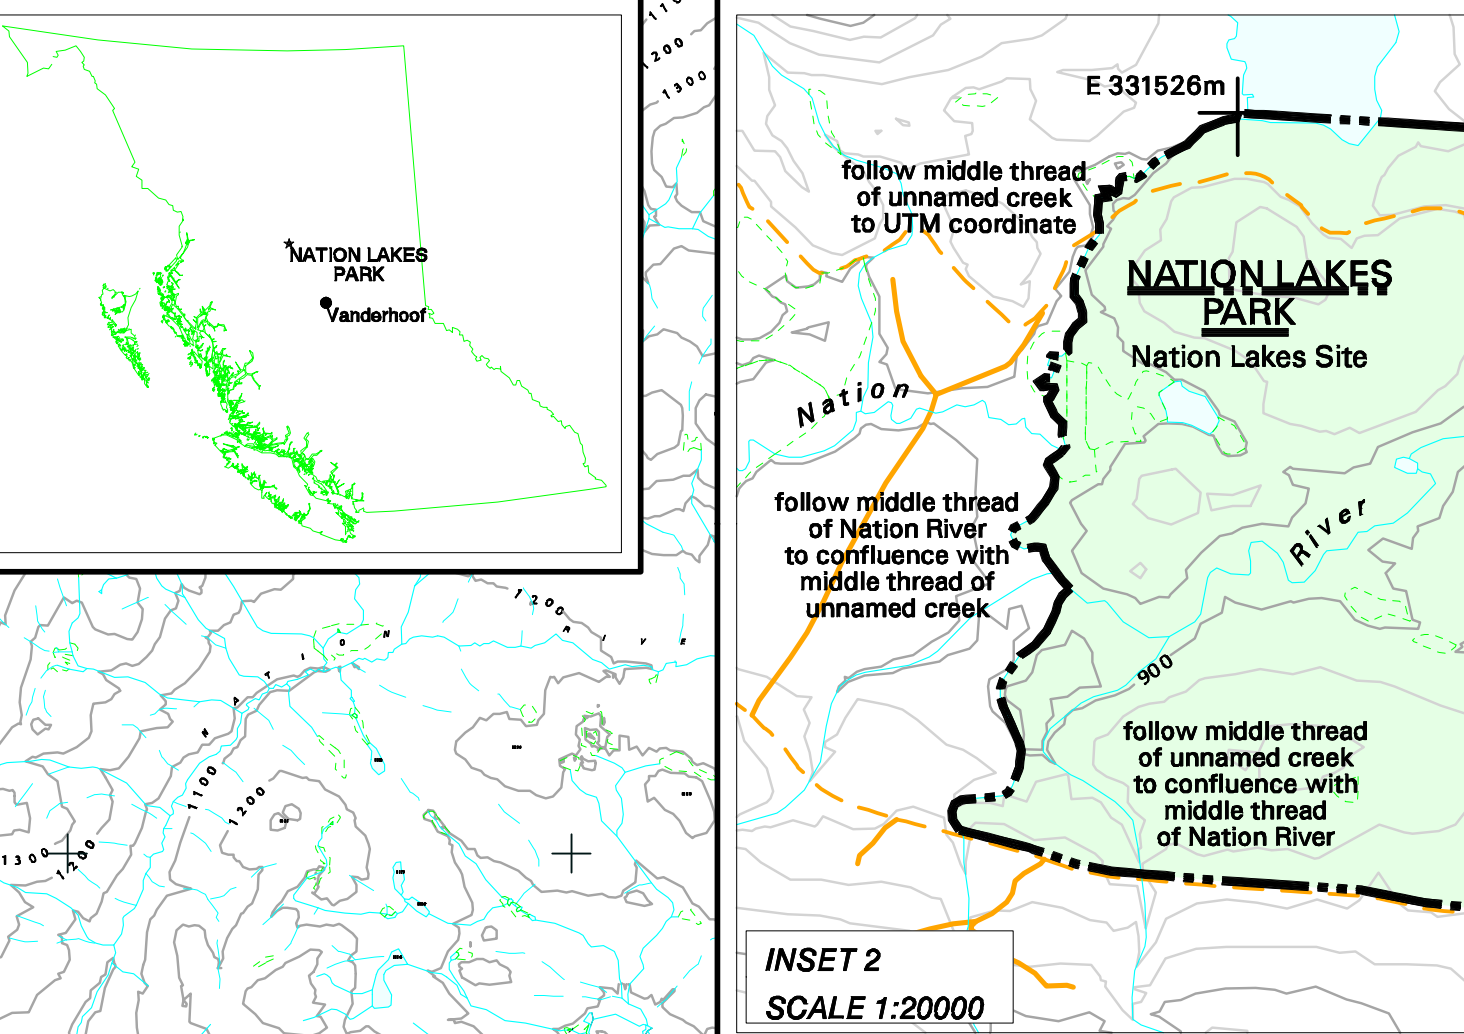 NATION LAKES
PARK
Vanderhoof
1200
1300
1200
N A T I O N
R I V E
1100
1200
1300
1200
E 331526m
follow middle thread
of unnamed creek
to UTM coordinate
NATION LAKES
PARK
Nation Lakes Site
Nation
River
follow middle thread
of Nation River
to confluence with
middle thread of
unnamed creek
900
follow middle thread
of unnamed creek
to confluence with
middle thread
of Nation River
INSET 2
SCALE 1:20000